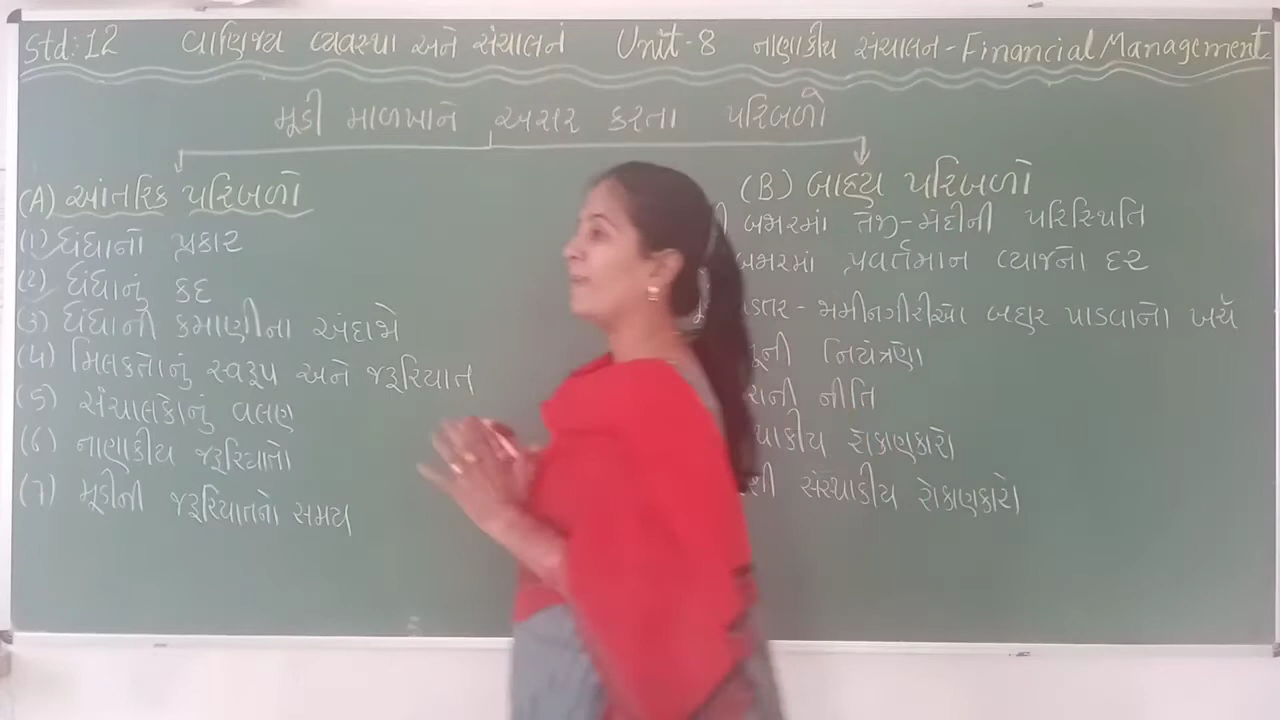 Std:12 વાણિજ્ય વ્યવસ્થા અને સંચાલન Unit-8 નાણાકીય સંચાલન - Financial Management
મૂડી માળખાને અસર કરતા પરિબળો
(A) આંતરિક પરિબળો
(1) ધંધાનો પ્રકાર
(2) ધંધાનું કદ
(3) ધંધાની કમાણીના અંદાજો
(4) મિલકતોનું સ્વરૂપ અને જરૂરિયાત
(5) સંચાલકોનું વલણ
(6) નાણાકીય જરૂરિયાતો
(7) મૂડીની જરૂરિયાતનો સમય
(B) બાહ્ય પરિબળો
બજારમાં તેજી-મંદીની પરિસ્થિતિ
બજારમાં પ્રવર્તમાન વ્યાજના દર
જામીનગીરીઓ બહાર પાડવાનો ખર્ચ
નિયંત્રણો
નીતિ
રોકાણકારો
સંસ્થાકીય રોકાણકારો